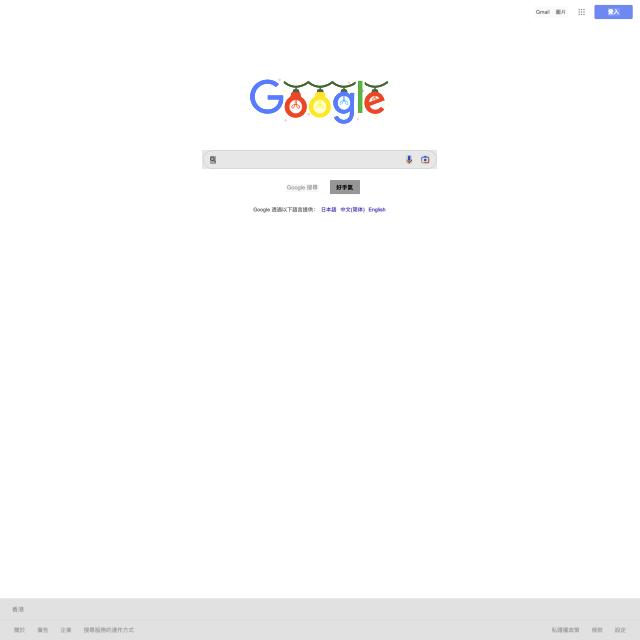 Gmail 圖片 登入
Google
Google 搜尋 好手氣
Google 透過以下語言提供: 日本語 中文(简体) English
香港
關於 廣告 企業 搜尋服務的運作方式 私隱權政策 條款 設定